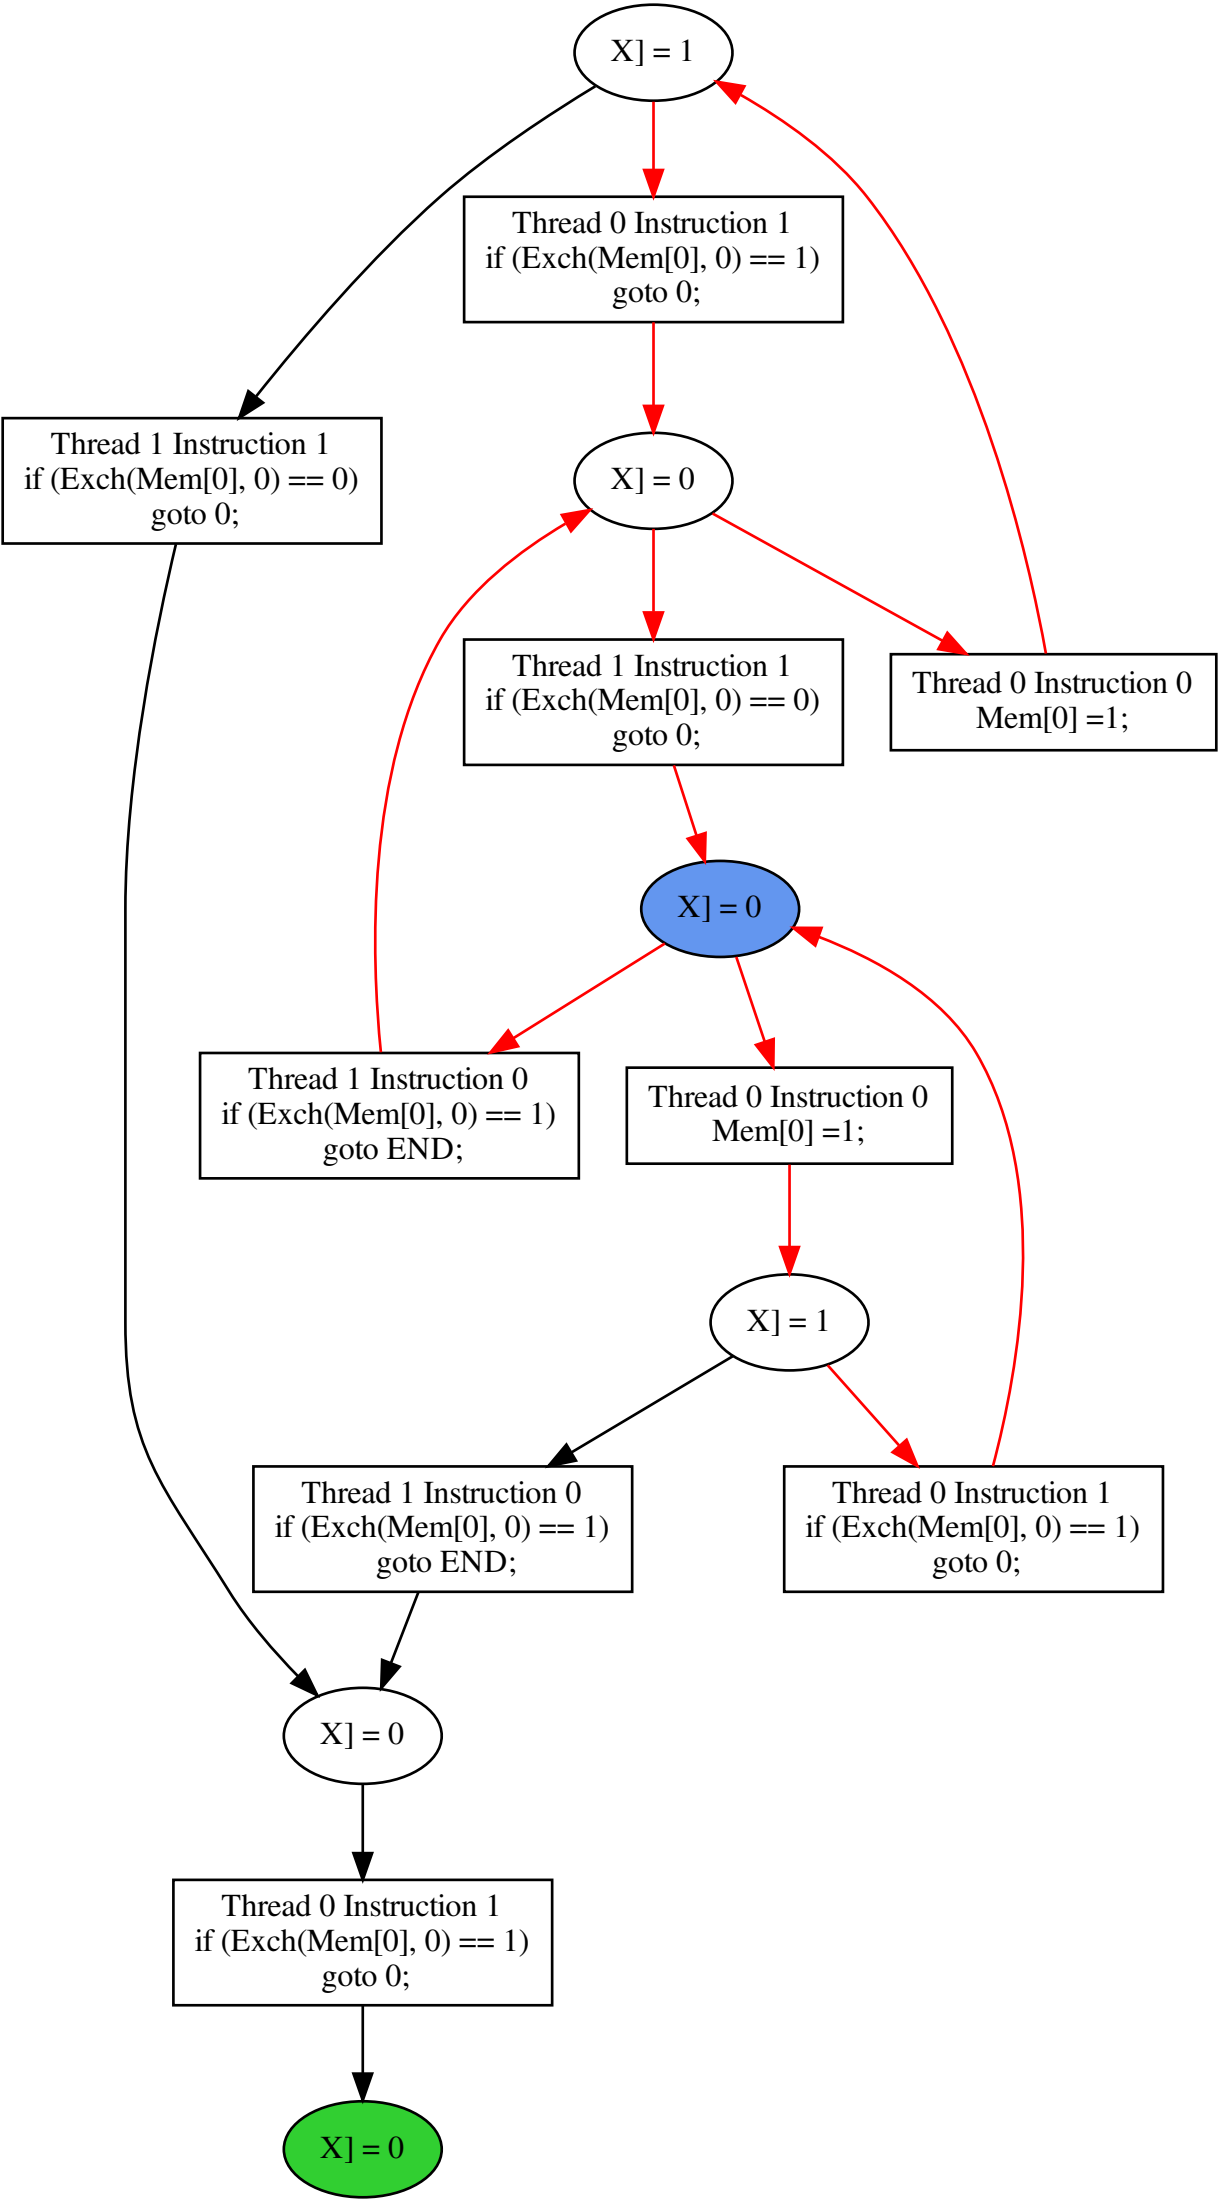 X] = 1
Thread 0 Instruction 1
if (Exch(Mem[0], 0) == 1)
goto 0;
Thread 1 Instruction 1
if (Exch(Mem[0], 0) == 0)
goto 0;
X] = 0
Thread 1 Instruction 1
if (Exch(Mem[0], 0) == 0)
goto 0;
Thread 0 Instruction 0
Mem[0] =1;
X] = 0
Thread 1 Instruction 0
if (Exch(Mem[0], 0) == 1)
goto END;
Thread 0 Instruction 0
Mem[0] =1;
X] = 1
Thread 1 Instruction 0
if (Exch(Mem[0], 0) == 1)
goto END;
Thread 0 Instruction 1
if (Exch(Mem[0], 0) == 1)
goto 0;
X] = 0
Thread 0 Instruction 1
if (Exch(Mem[0], 0) == 1)
goto 0;
X] = 0